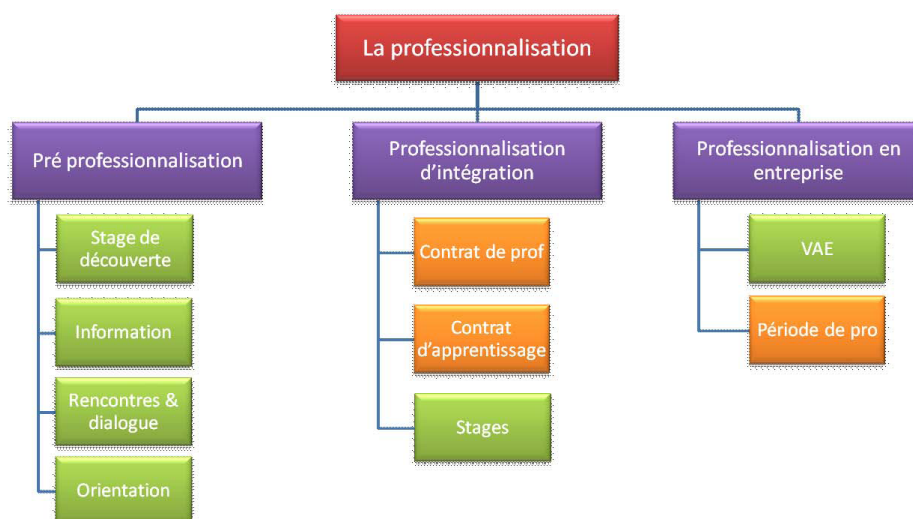 La professionnalisation
Pré professionnalisation
Stage de
découverte
Information
Rencontres &
dialogue
Orientation
Professionnalisation
d'intégration
Contrat de prof
Contrat
d'apprentissage
Stages
Professionnalisation en
entreprise
VAE
Période de pro